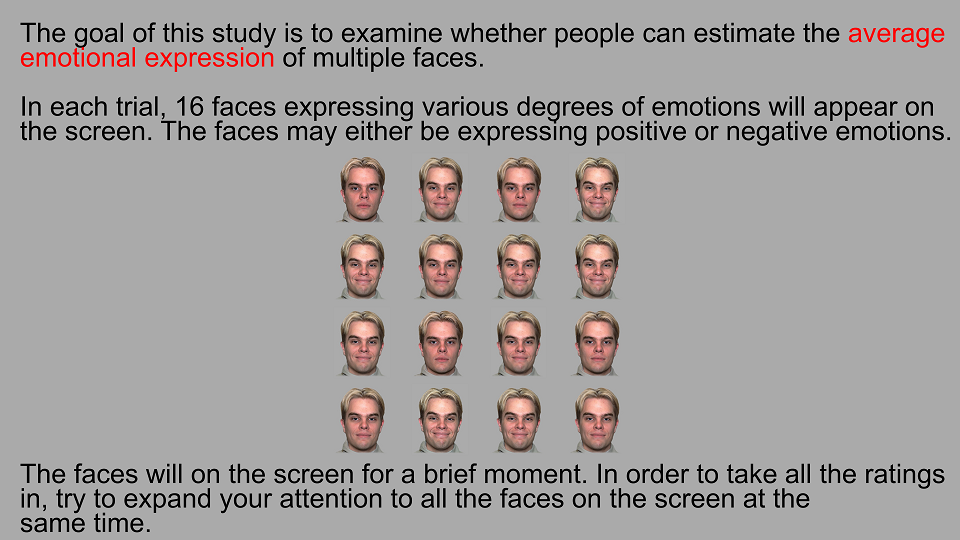 The goal of this study is to examine whether people can estimate the average
emotional expression of multiple faces.
In each trial, 16 faces expressing various degrees of emotions will appear on
the screen. The faces may either be expressing positive or negative emotions.
The faces will on the screen for a brief moment. In order to take all the ratings
in, try to expand your attention to all the faces on the screen at the
same time.